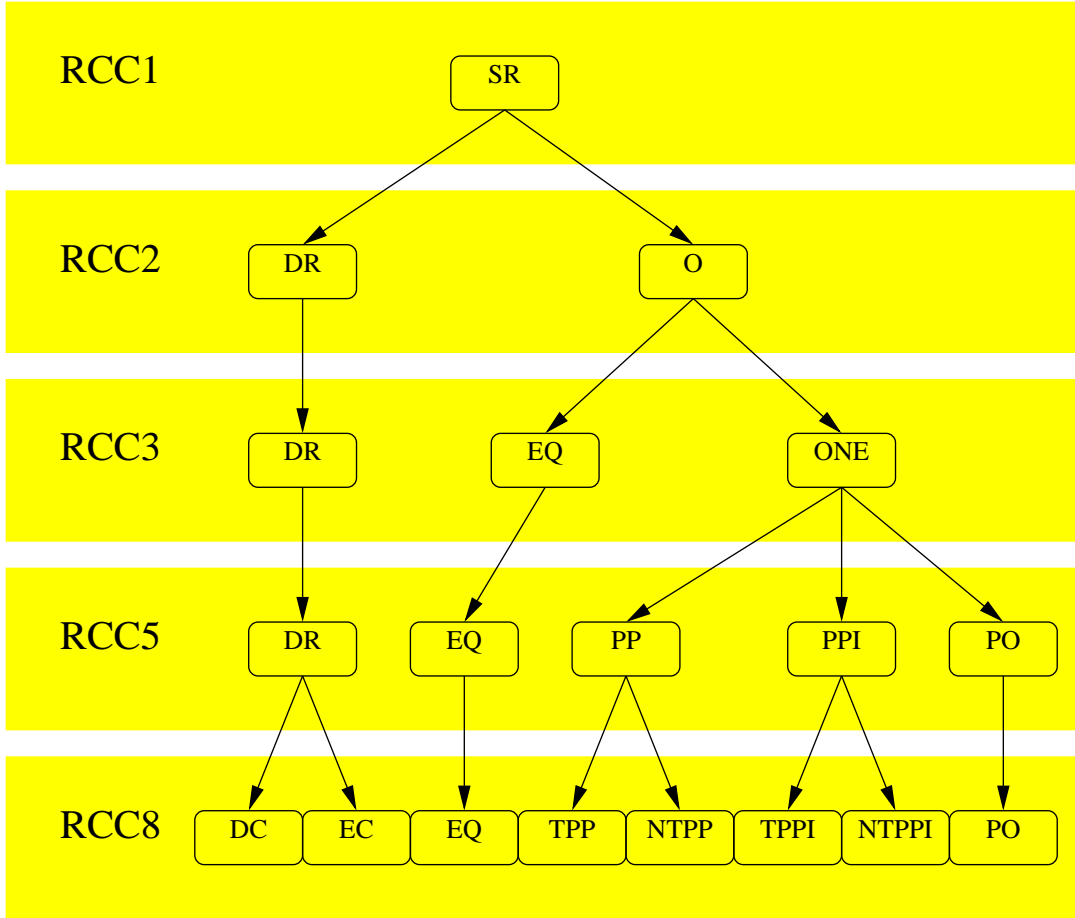 RCC1
SR
RCC2
DR
O
RCC3
DR
EQ
ONE
RCC5
DR
EQ
PP
PPI
PO
RCC8
DC
EC
EQ
TPP
NTPP
TPPI
NTPPI
PO